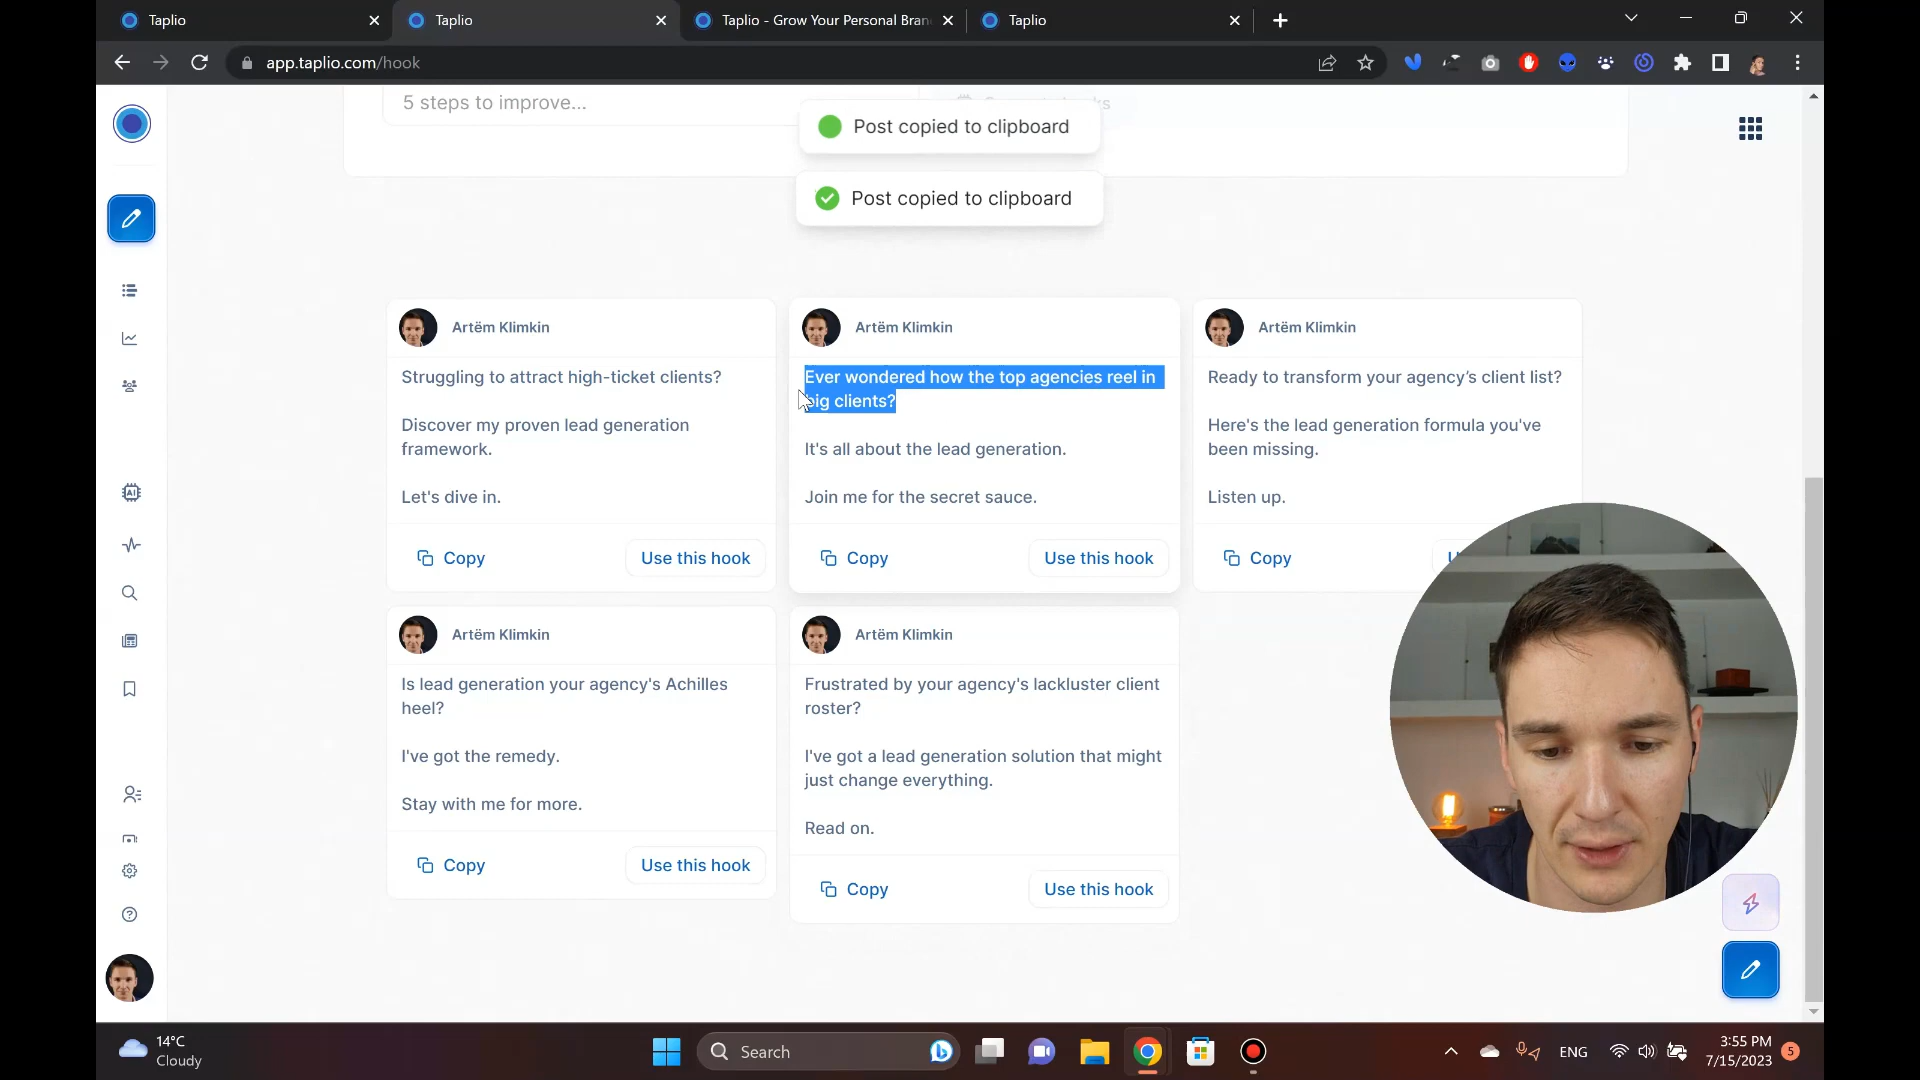 Taplio
Taplio
Taplio - Grow Your Personal Bran
Taplio
app.taplio.com/hook
5 steps to improve...
Post copied to clipboard
Post copied to clipboard
Artëm Klimkin
Struggling to attract high-ticket clients?
Discover my proven lead generation
framework.
Let's dive in.
Copy
Use this hook
Artëm Klimkin
Ever wondered how the top agencies reel in
big clients?
It's all about the lead generation.
Join me for the secret sauce.
Copy
Use this hook
Artëm Klimkin
Ready to transform your agency's client list?
Here's the lead generation formula you've
been missing.
Listen up.
Copy
Artëm Klimkin
Is lead generation your agency's Achilles
heel?
I've got the remedy.
Stay with me for more.
Copy
Use this hook
Artëm Klimkin
Frustrated by your agency's lackluster client
roster?
I've got a lead generation solution that might
just change everything.
Read on.
Copy
Use this hook
AI
14°C
Cloudy
Search
ENG
3:55 PM
7/15/2023
5